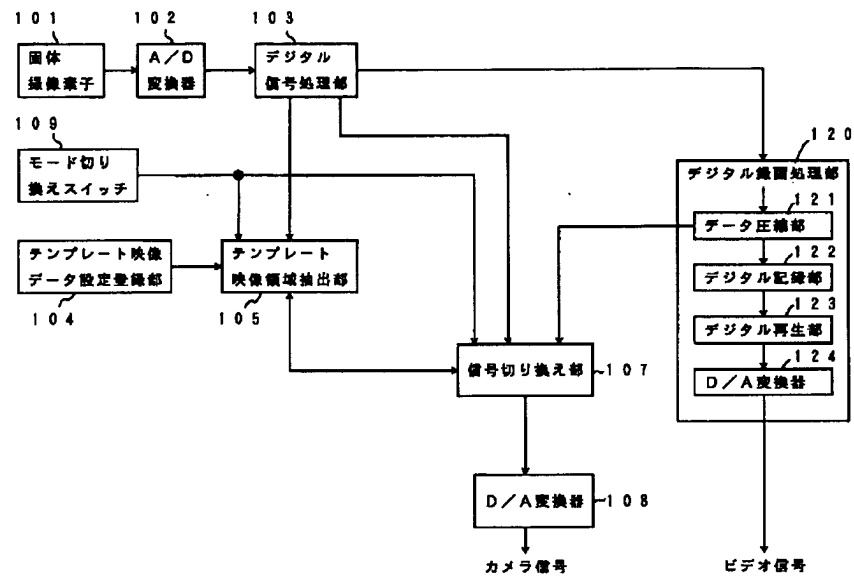 101
固体
撮像素子
102
A/D
変換器
103
デジタル
信号処理部
109
モード切り
換えスイッチ
テンプレート映像
データ設定登録部
104
テンプレート
映像領域抽出部
105
信号切り換え部
107
D/A変換器
108
カメラ信号
120
デジタル録画処理部
121
データ圧縮部
122
デジタル記録部
123
デジタル再生部
124
D/A変換器
ビデオ信号